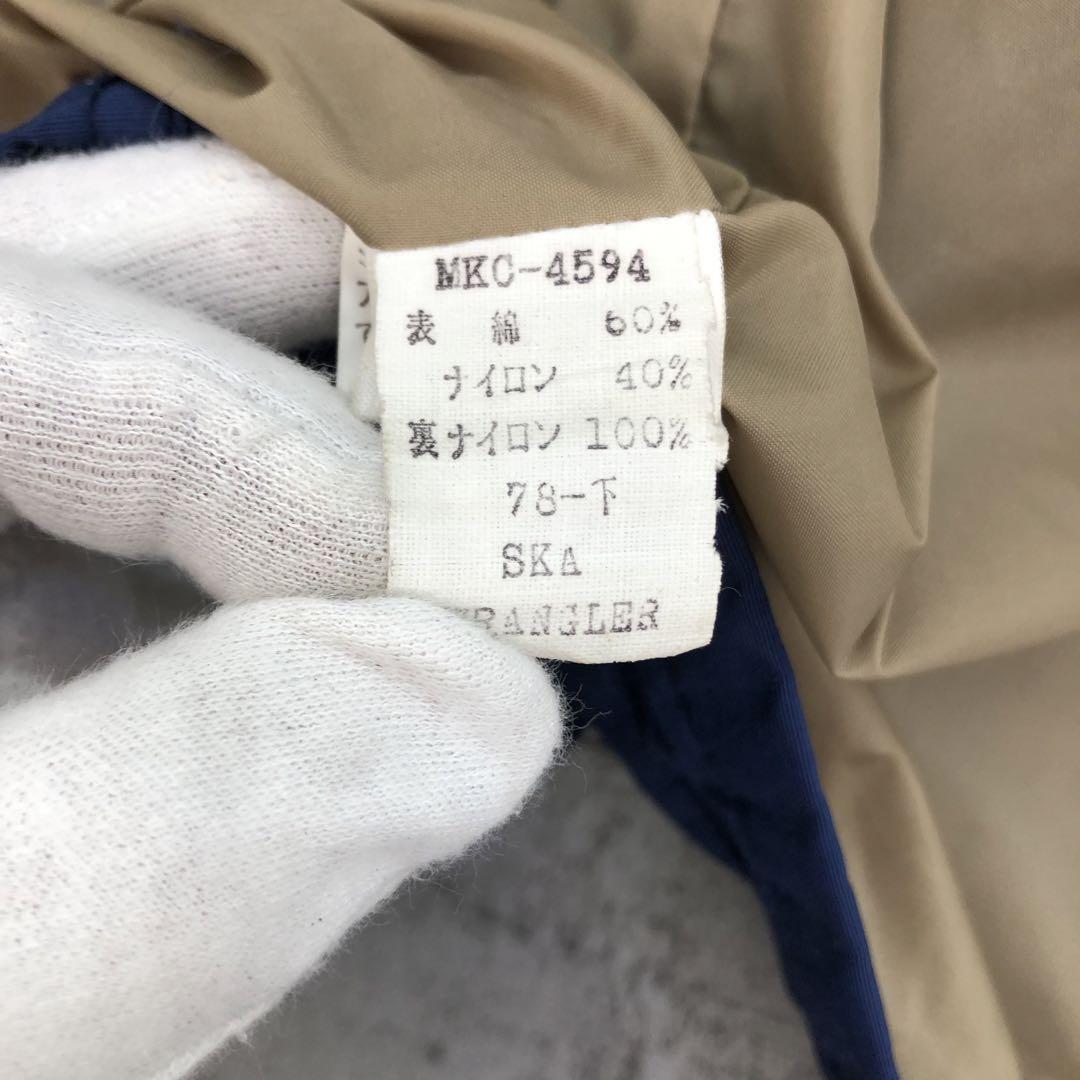 MKC-4594
表 綿 60%
ナイロン 40%
裏ナイロン 100%
78-下
SKA
RANGLER